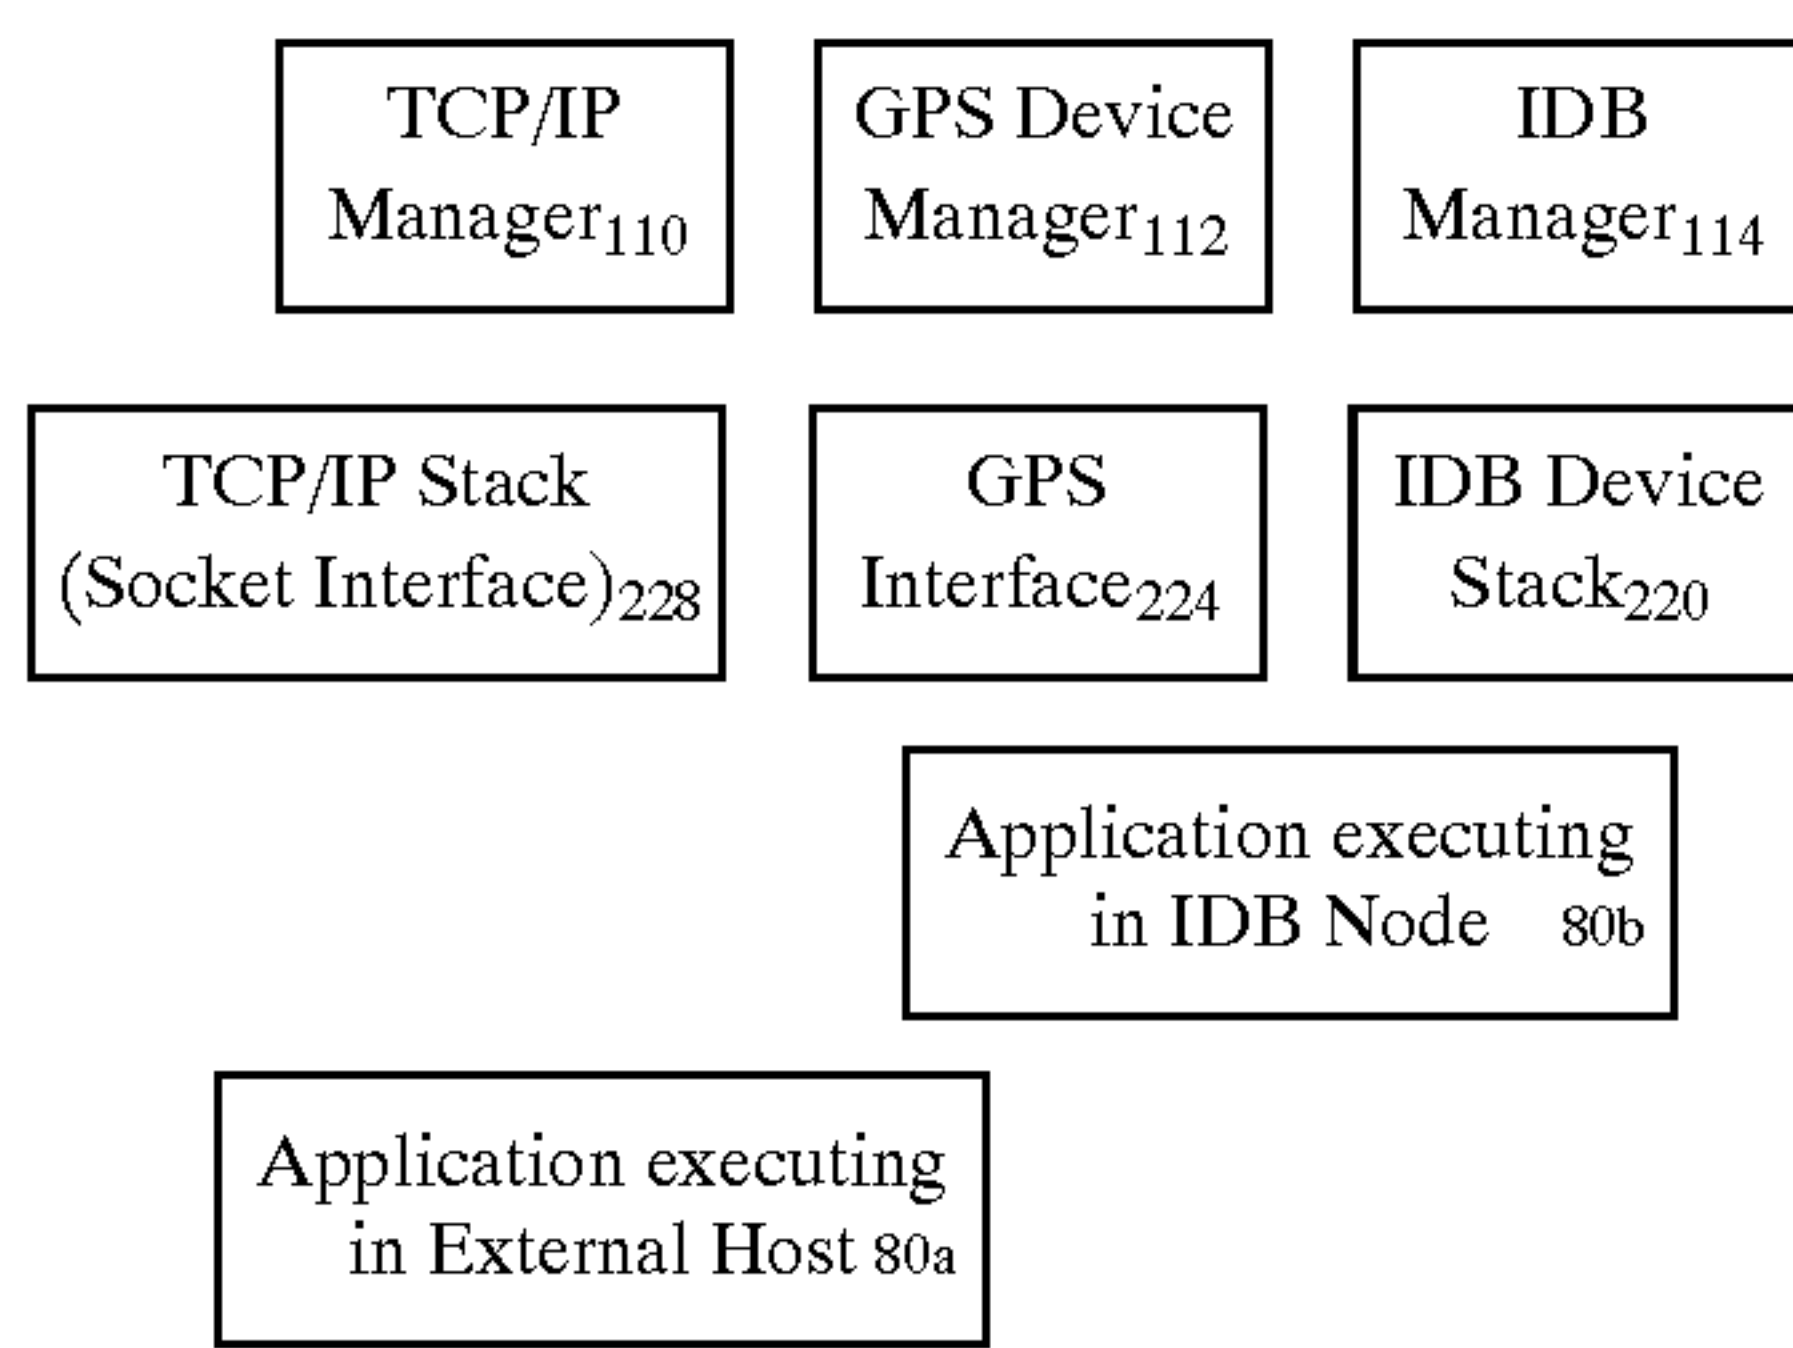 TCP/IP
Manager110
GPS Device
Manager112
IDB
Manager114
TCP/IP Stack
(Socket Interface)228
GPS
Interface224
IDB Device
Stack220
Application executing
in IDB Node 80b
Application executing
in External Host 80a